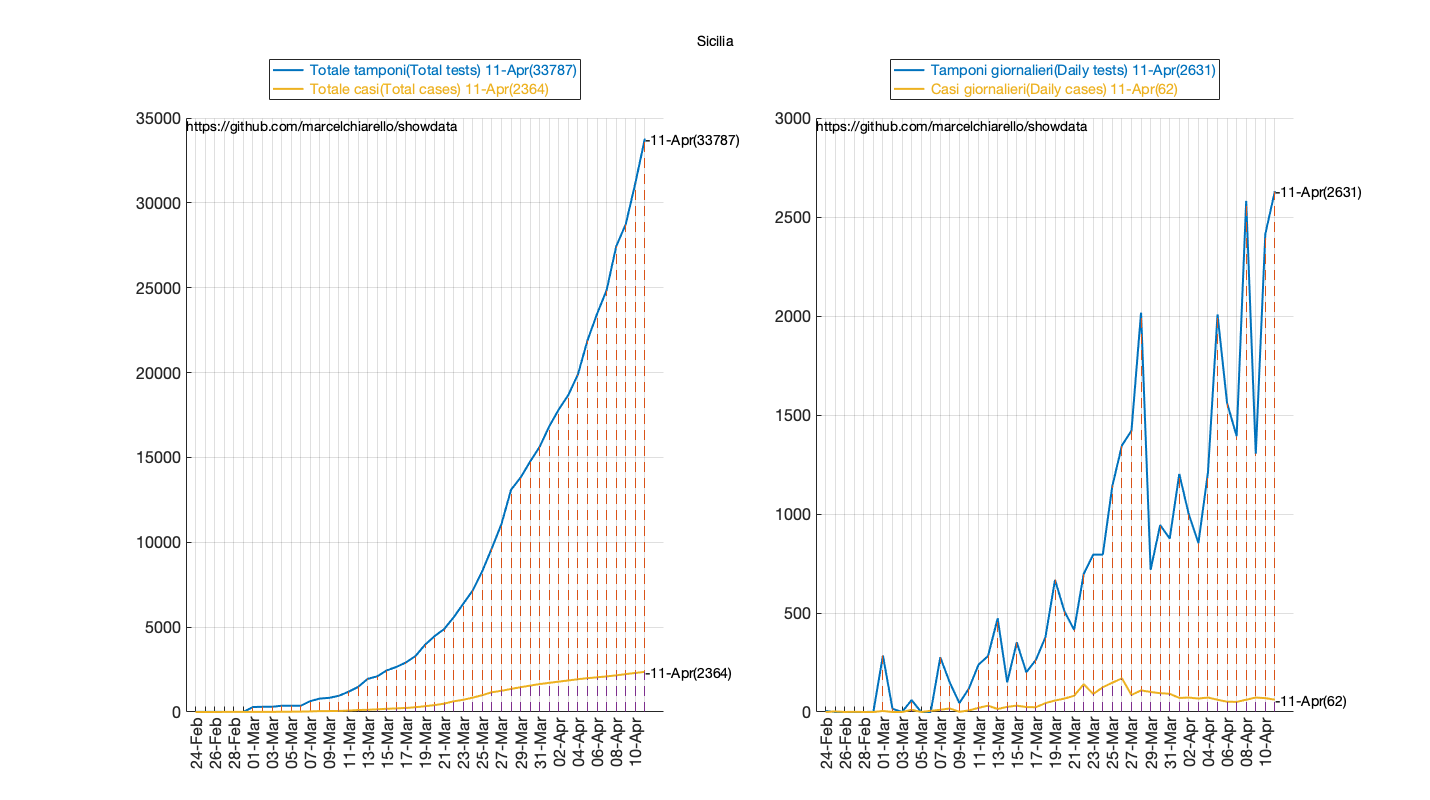 Sicilia
Totale tamponi(Total tests) 11-Apr(33787)
Totale casi(Total cases) 11-Apr(2364)
35000
30000
25000
20000
15000
10000
5000
0
https://github.com/marcelchiarello/showdata
11-Apr(33787)
11-Apr(2364)
24-Feb
26-Feb
28-Feb
01-Mar
03-Mar
05-Mar
07-Mar
09-Mar
11-Mar
13-Mar
15-Mar
17-Mar
19-Mar
21-Mar
23-Mar
25-Mar
27-Mar
29-Mar
31-Mar
02-Apr
04-Apr
06-Apr
08-Apr
10-Apr
Tamponi giornalieri(Daily tests) 11-Apr(2631)
Casi giornalieri(Daily cases) 11-Apr(62)
3000
2500
2000
1500
1000
500
0
https://github.com/marcelchiarello/showdata
11-Apr(2631)
11-Apr(62)
24-Feb
26-Feb
28-Feb
01-Mar
03-Mar
05-Mar
07-Mar
09-Mar
11-Mar
13-Mar
15-Mar
17-Mar
19-Mar
21-Mar
23-Mar
25-Mar
27-Mar
29-Mar
31-Mar
02-Apr
04-Apr
06-Apr
08-Apr
10-Apr